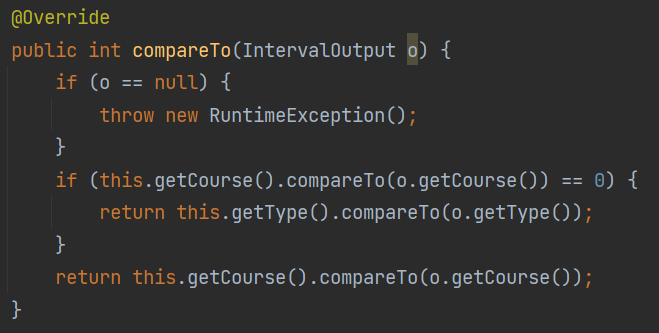 @Override
public int compareTo(IntervalOutput o) {
    if (o == null) {
        throw new RuntimeException();
    }
    if (this.getCourse().compareTo(o.getCourse()) == 0) {
        return this.getType().compareTo(o.getType());
    }
    return this.getCourse().compareTo(o.getCourse());
}